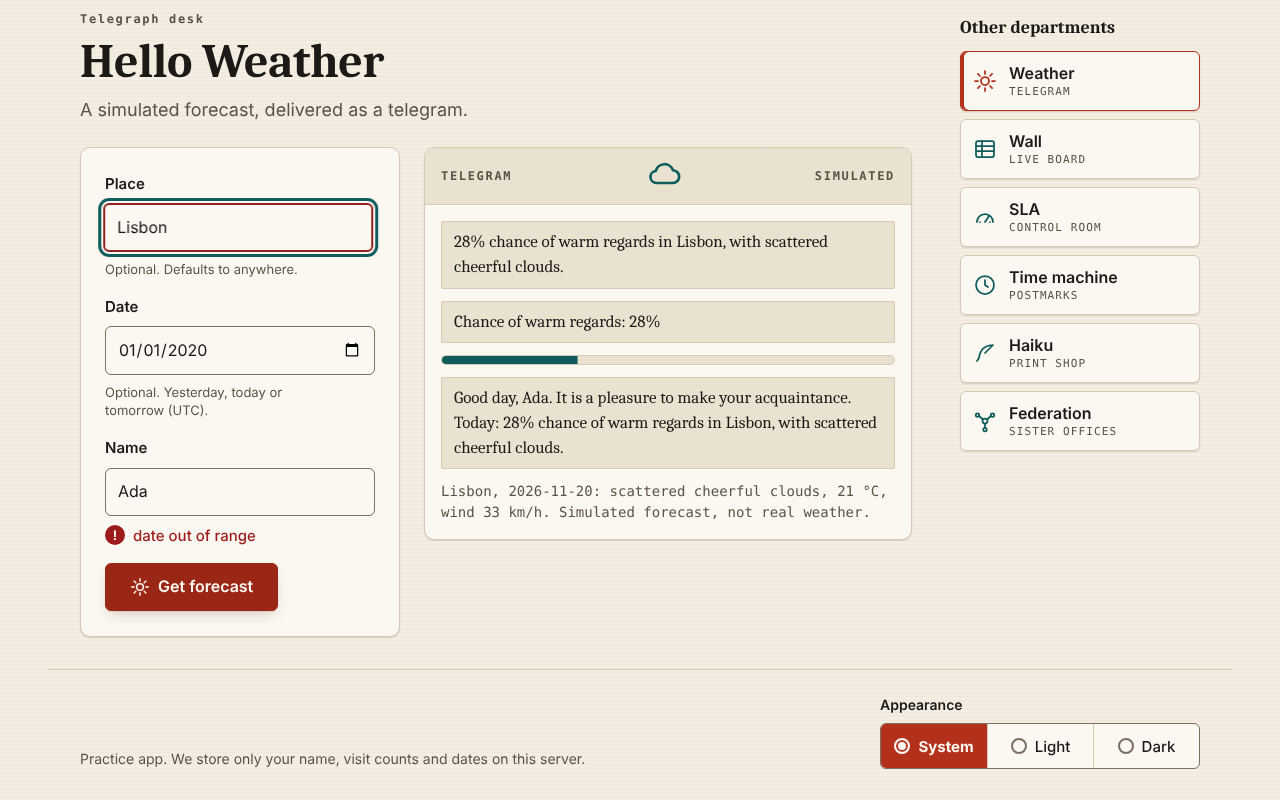 Telegraph desk
Hello Weather
A simulated forecast, delivered as a telegram.
Place
Lisbon
Optional. Defaults to anywhere.
Date
01/01/2020
Optional. Yesterday, today or
tomorrow (UTC).
Name
Ada
! date out of range
Get forecast
TELEGRAM
SIMULATED
28% chance of warm regards in Lisbon, with scattered
cheerful clouds.
Chance of warm regards: 28%
Good day, Ada. It is a pleasure to make your acquaintance.
Today: 28% chance of warm regards in Lisbon, with scattered
cheerful clouds.
Lisbon, 2026-11-20: scattered cheerful clouds, 21 °C,
wind 33 km/h. Simulated forecast, not real weather.
Other departments
Weather
TELEGRAM
Wall
LIVE BOARD
SLA
CONTROL ROOM
Time machine
POSTMARKS
Haiku
PRINT SHOP
Federation
SISTER OFFICES
Practice app. We store only your name, visit counts and dates on this server.
Appearance
System
Light
Dark